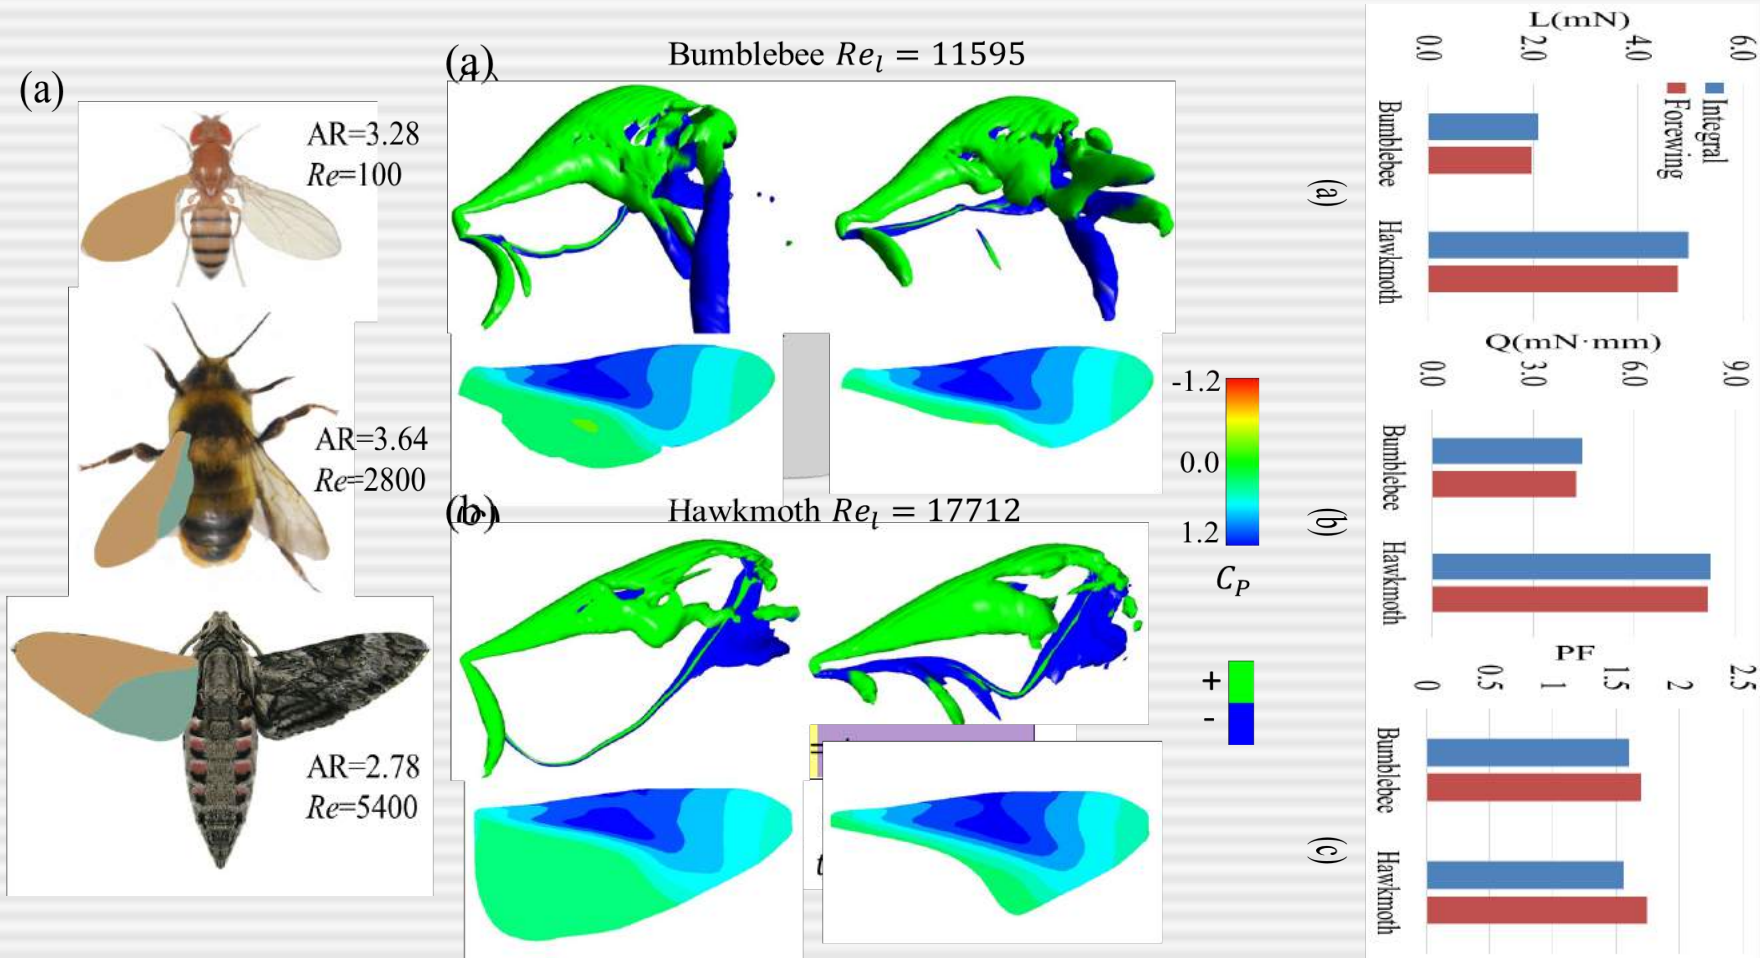 (a)
AR=3.28
Re=100
AR=3.64
Re=2800
AR=2.78
Re=5400
(a)
Bumblebee Re_l = 11595
-1.2
0.0
1.2
C_P
(b)
Hawkmoth Re_l = 17712
+
-
=
t
L(mN)
0.0 2.0 4.0 6.0
Integral
Forewing
Bumblebee
Hawkmoth
(a)
Q(mN·mm)
0.0 3.0 6.0 9.0
Bumblebee
Hawkmoth
(b)
PF
0 0.5 1 1.5 2 2.5
Bumblebee
Hawkmoth
(c)